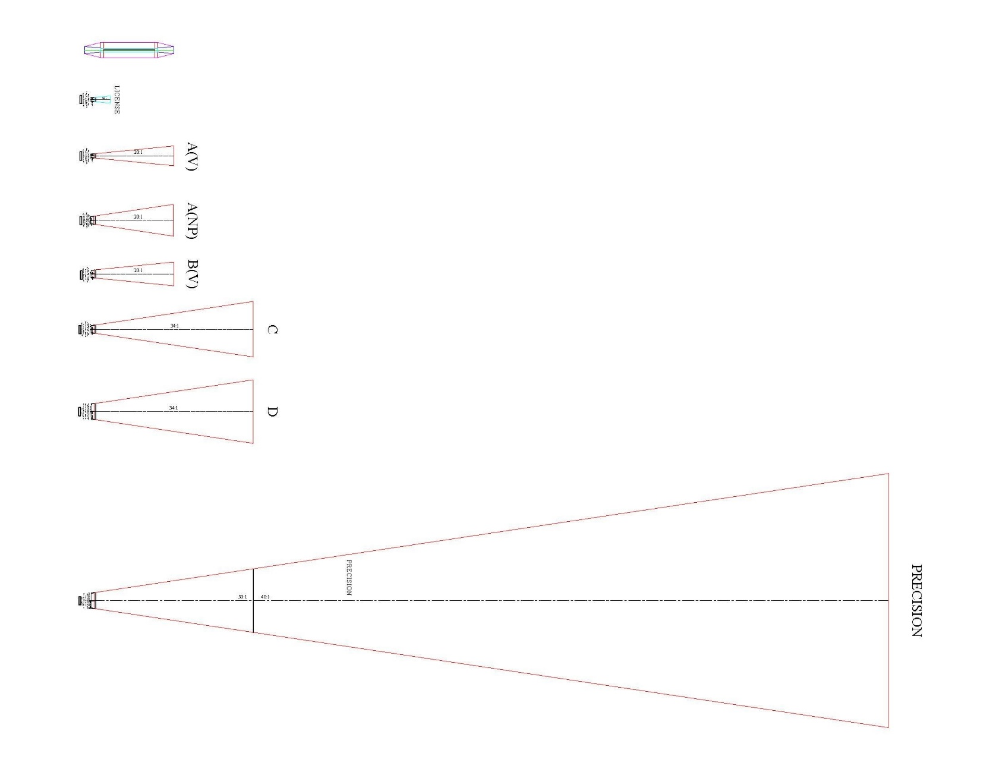 LICENSE
A(V)
20:1
A(NP)
20:1
B(V)
20:1
C
34:1
D
34:1
PRECISION
50:1
40:1
PRECISION